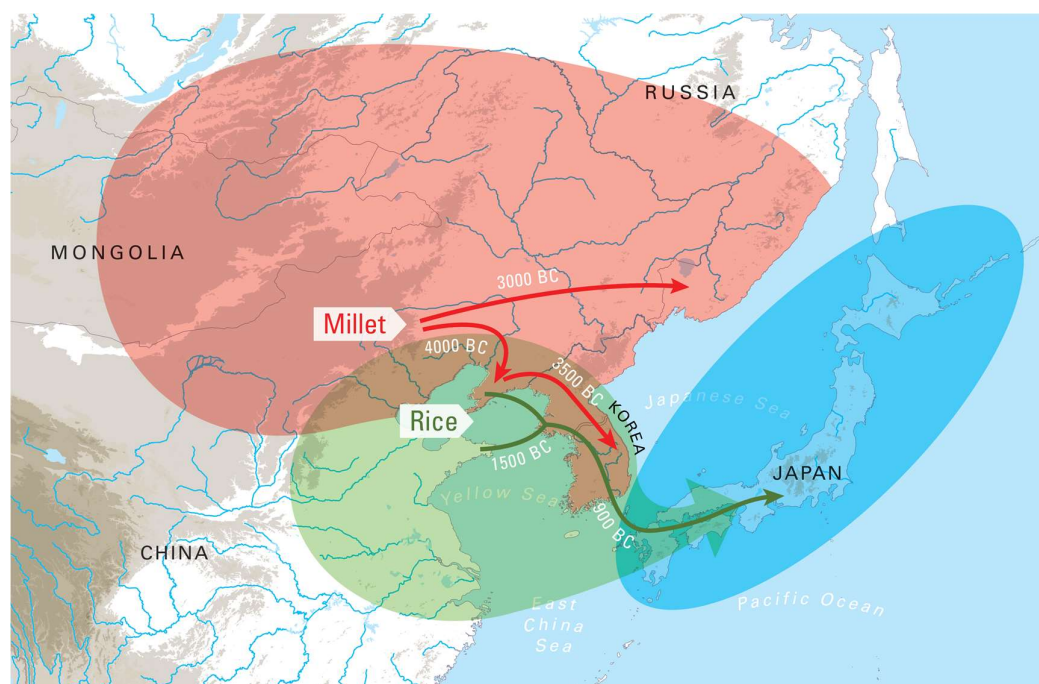 RUSSIA
MONGOLIA
3000 BC
Millet
4000 BC
3500 BC
KOREA
Japanese Sea
Rice
1500 BC
JAPAN
Yellow Sea
900 BC
CHINA
East
China
Sea
Pacific Ocean